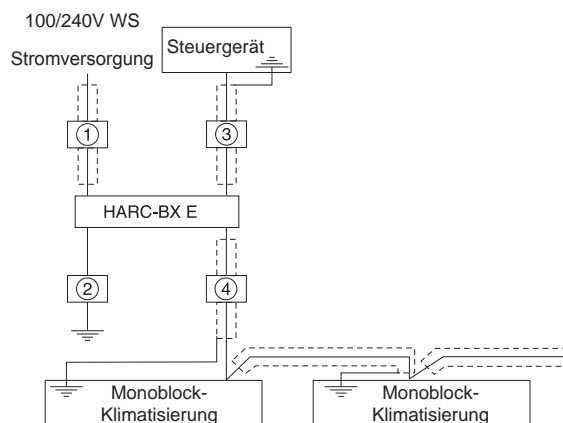 100/240V WS
Stromversorgung
Steuergerät
1
3
HARC-BX E
2
4
Monoblock-
Klimatisierung
Monoblock-
Klimatisierung